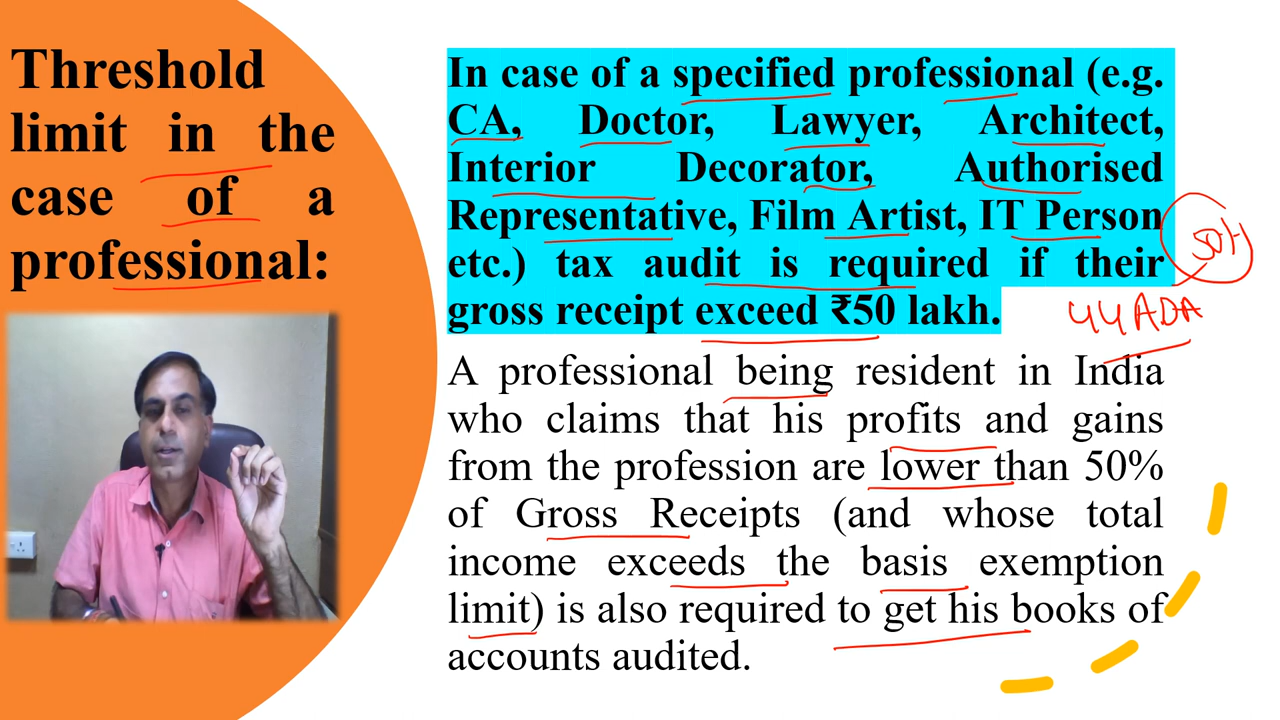 Threshold
limit in the
case of a
professional:
In case of a specified professional (e.g.
CA, Doctor, Lawyer, Architect,
Interior Decorator, Authorised
Representative, Film Artist, IT Person
etc.) tax audit is required if their
gross receipt exceed ₹50 lakh.
44ADA
A professional being resident in India
who claims that his profits and gains
from the profession are lower than 50%
of Gross Receipts (and whose total
income exceeds the basis exemption
limit) is also required to get his books of
accounts audited.